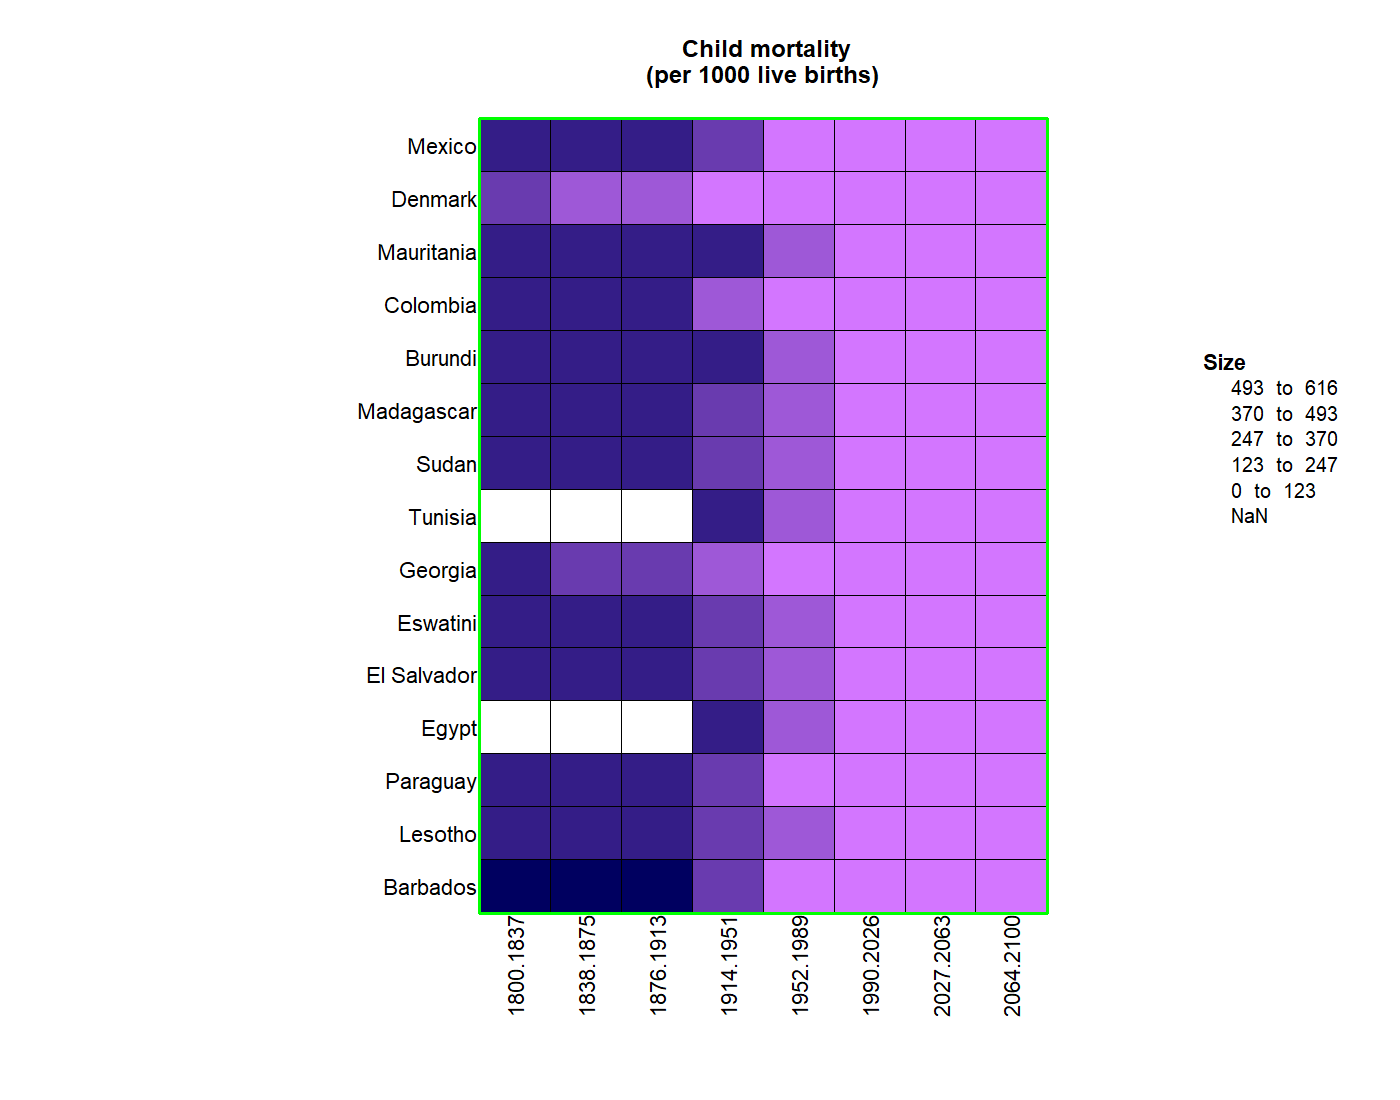 Child mortality
(per 1000 live births)
Mexico
Denmark
Mauritania
Colombia
Burundi
Madagascar
Sudan
Tunisia
Georgia
Eswatini
El Salvador
Egypt
Paraguay
Lesotho
Barbados
1800.1837
1838.1875
1876.1913
1914.1951
1952.1989
1990.2026
2027.2063
2064.2100
Size
493 to 616
370 to 493
247 to 370
123 to 247
0 to 123
NaN